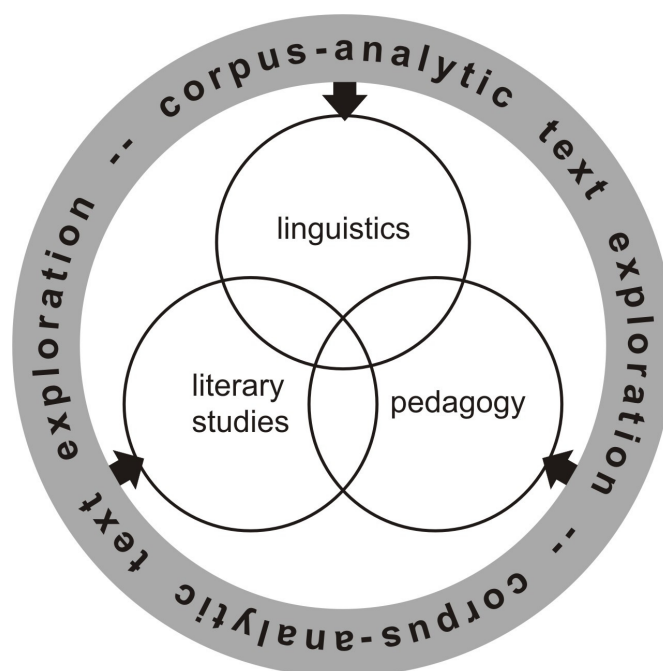 corpus-analytic text exploration -- corpus-analytic text exploration --
linguistics
literary
studies
pedagogy